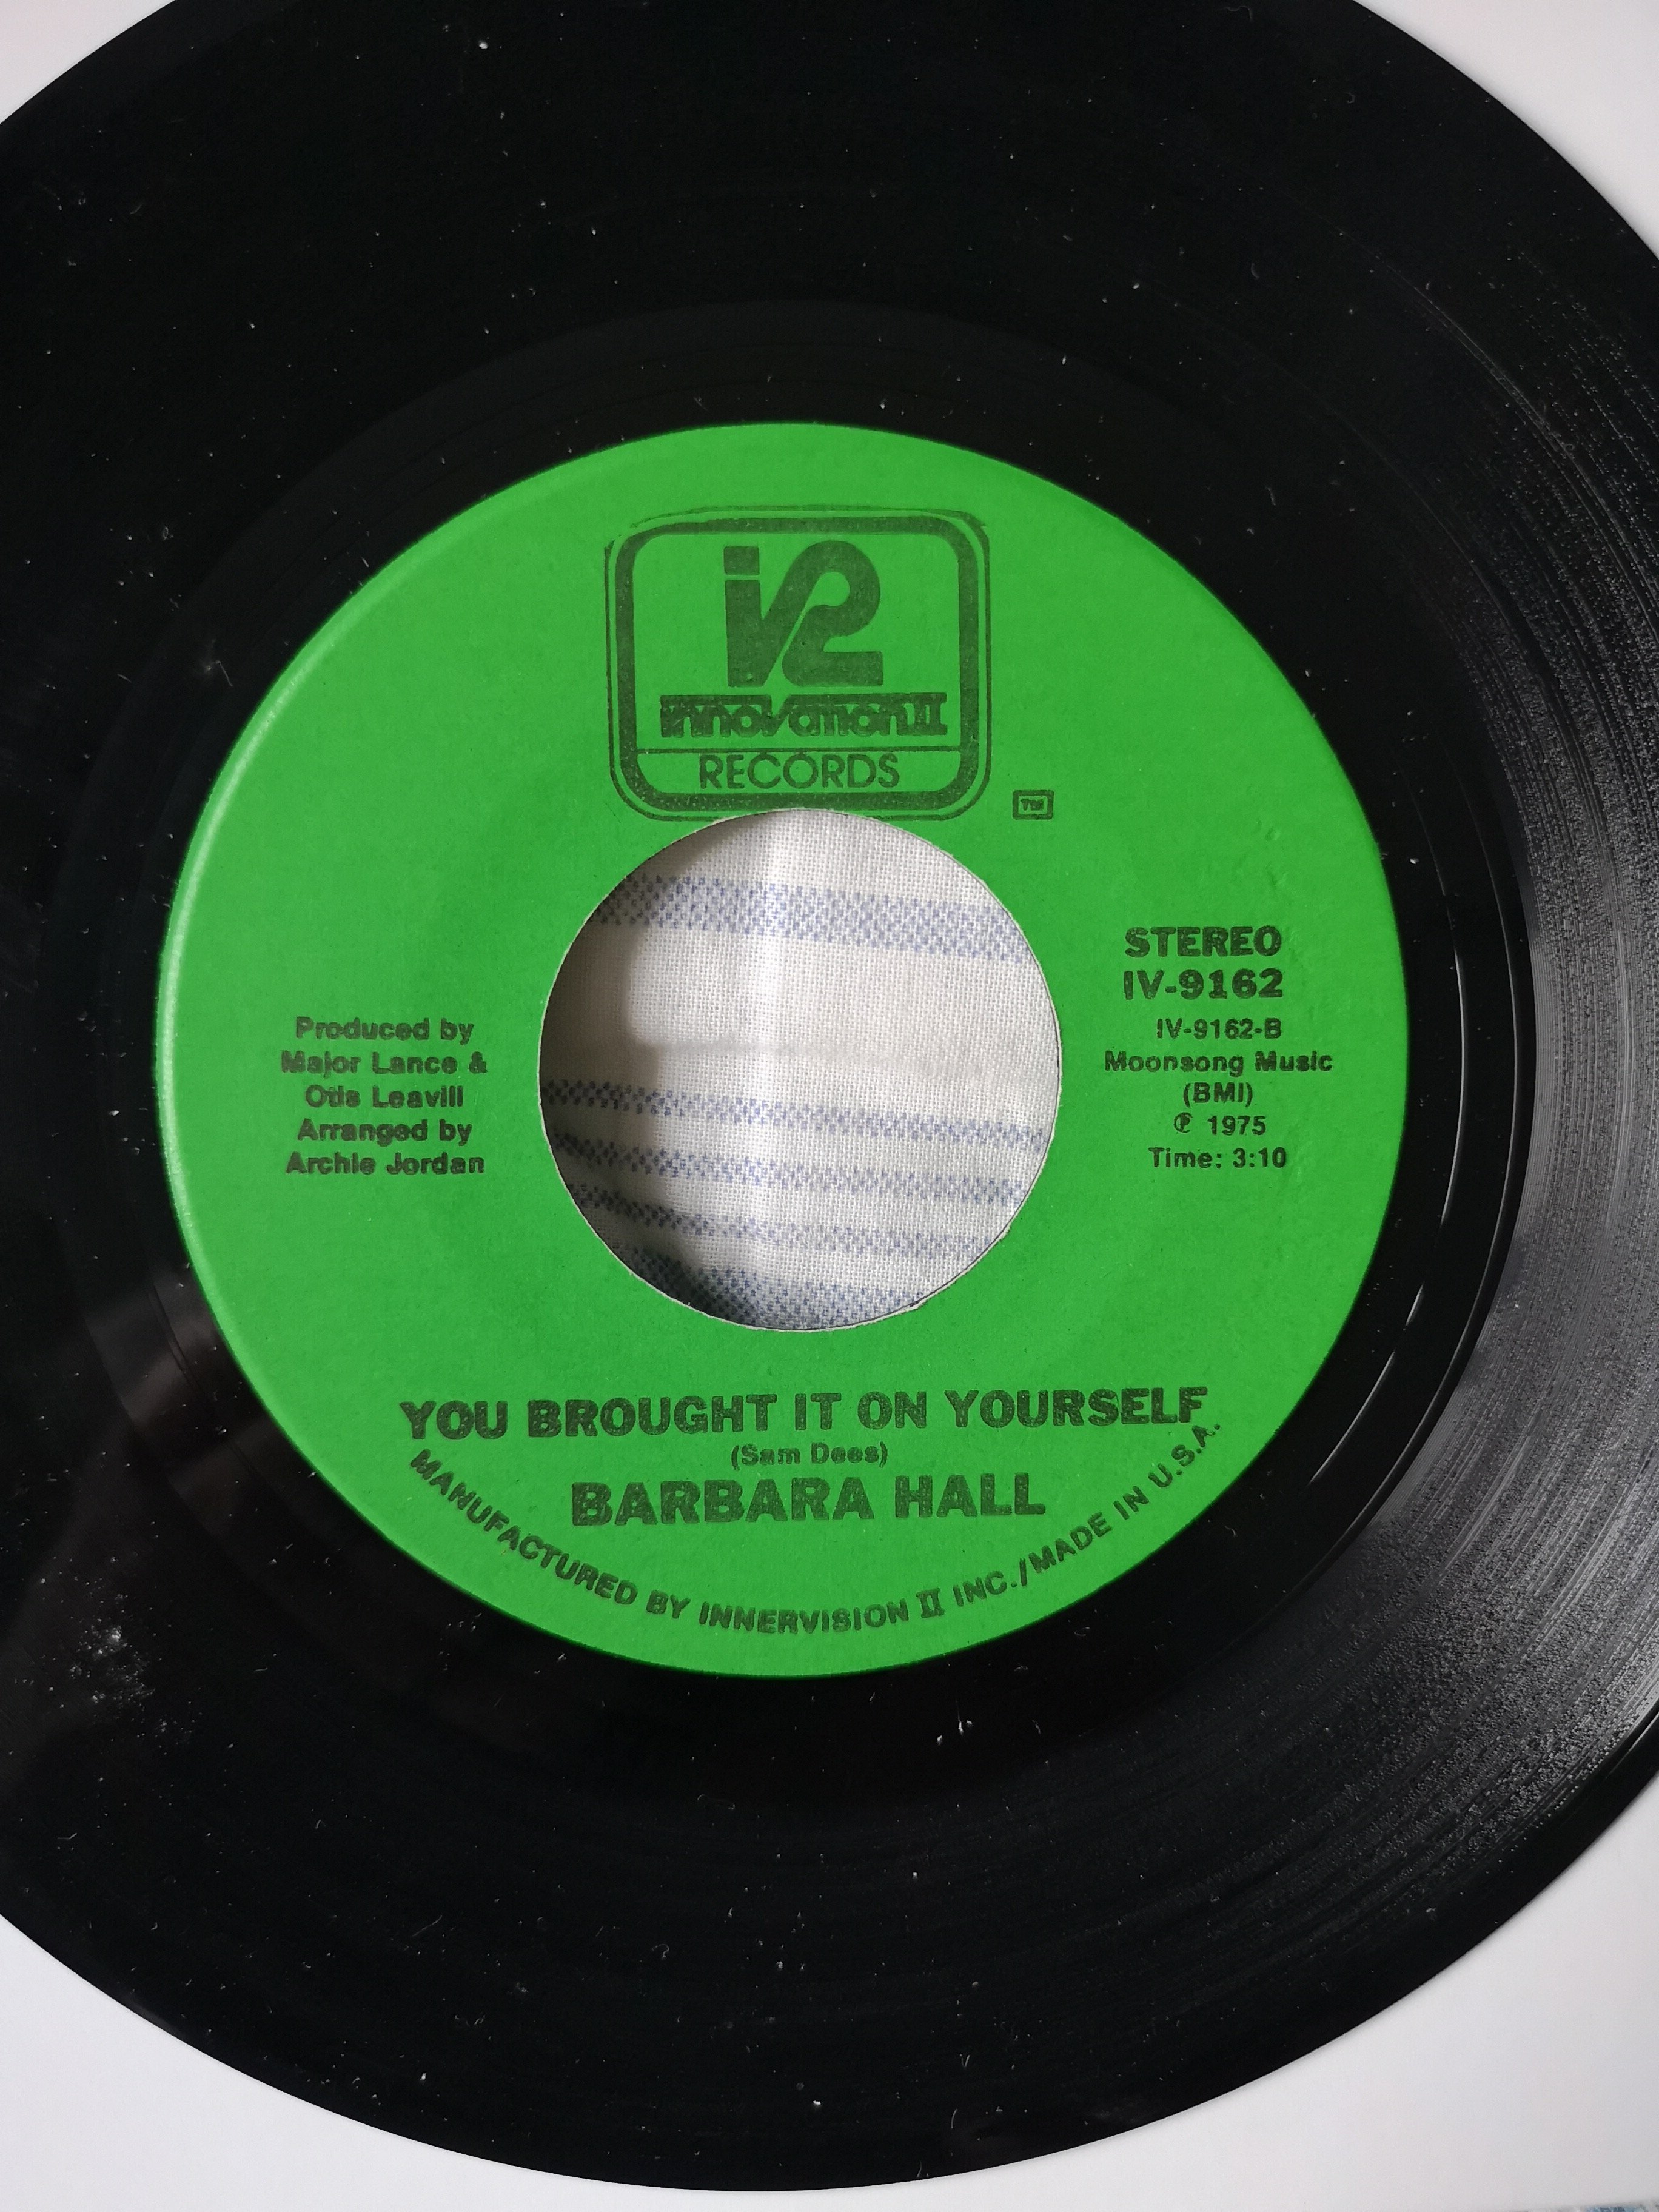 i2
innovation II
RECORDS
TM
STEREO
IV-9162
IV-9162-B
Moonsong Music
(BMI)
℗ 1975
Time: 3:10
Produced by
Major Lance &
Otis Leavill
Arranged by
Archie Jordan
YOU BROUGHT IT ON YOURSELF
(Sam Dees)
BARBARA HALL
MANUFACTURED BY INNERVISION II INC./MADE IN U.S.A.